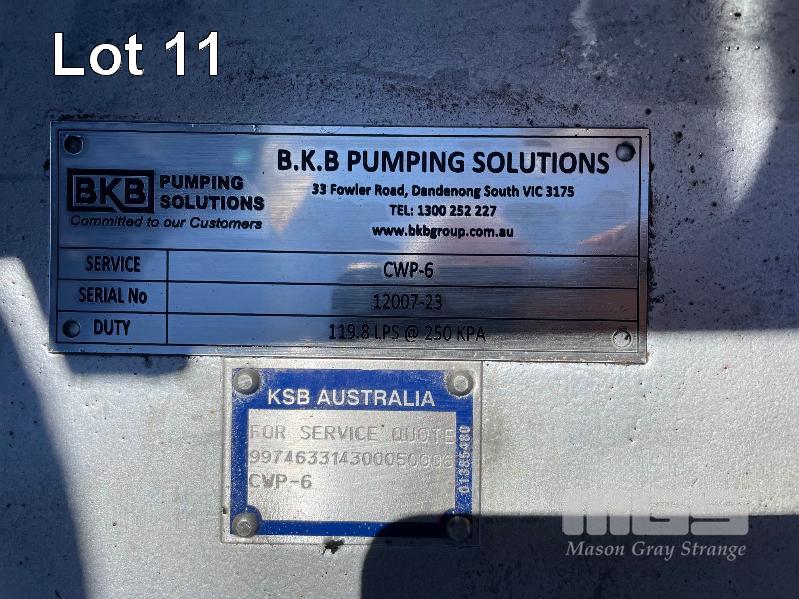 Lot 11
B.K.B PUMPING SOLUTIONS
33 Fowler Road, Dandenong South VIC 3175
TEL: 1300 252 227
www.bkbgroup.com.au
BKB PUMPING
SOLUTIONS
Committed to our Customers
SERVICE CWP-6
SERIAL No 12007-23
DUTY 119.8 LPS @ 250 KPA
KSB AUSTRALIA
FOR SERVICE QUOTE
CWP-6
01385480
MGS
Mason Gray Strange